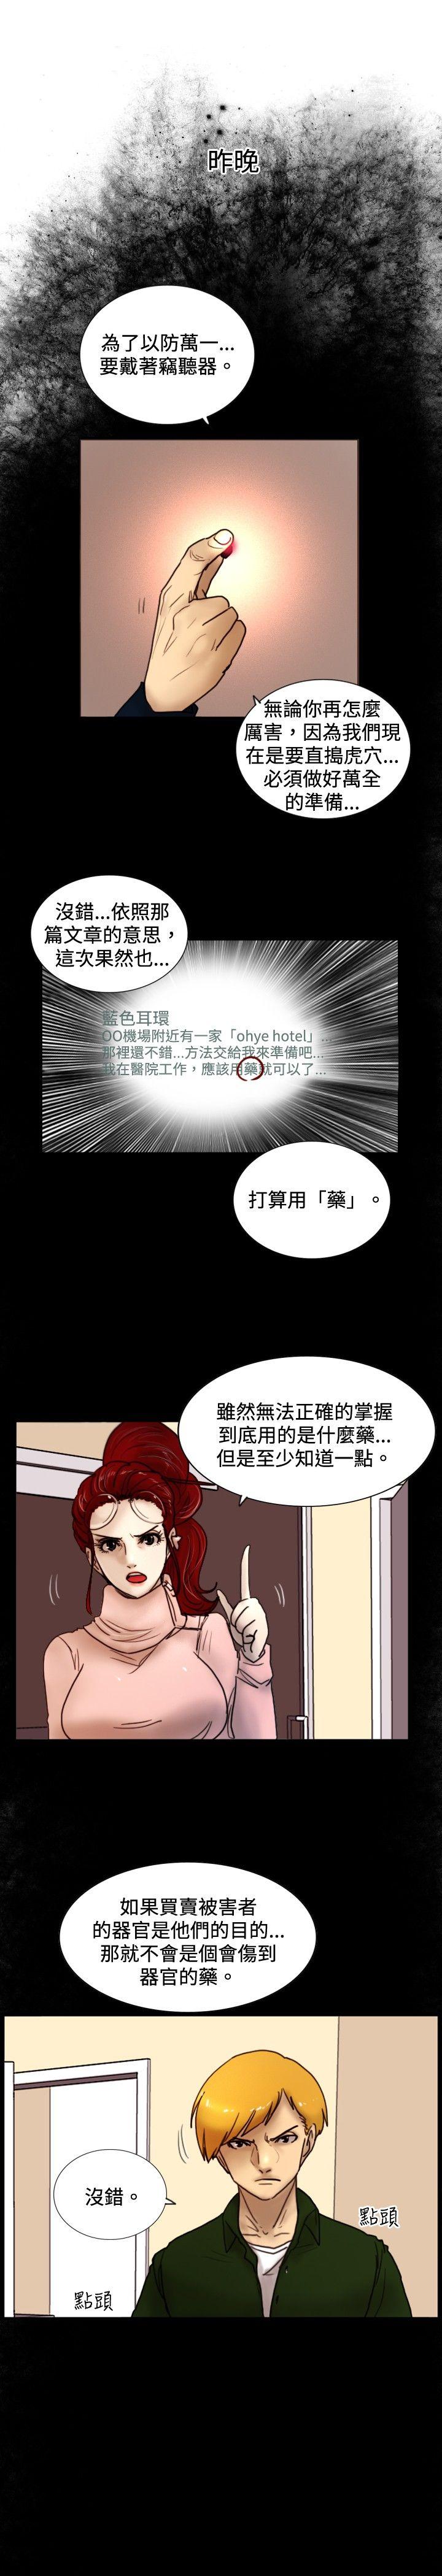 昨晚
為了以防萬一...
要戴著竊聽器。
無論你再怎麼
厲害，因為我們現
在是要直搗虎穴...
必須做好萬全
的準備...
沒錯...依照那
篇文章的意思，
這次果然也...
藍色耳環
OO機場附近有一家「ohye hotel」...
那裡還不錯...方法交給我來準備吧...
我在醫院工作，應該用藥就可以了...
打算用「藥」。
雖然無法正確的掌握
到底用的是什麼藥...
但是至少知道一點。
如果買賣被害者
的器官是他們的目的...
那就不會是個會傷到
器官的藥。
沒錯。
點頭
點頭